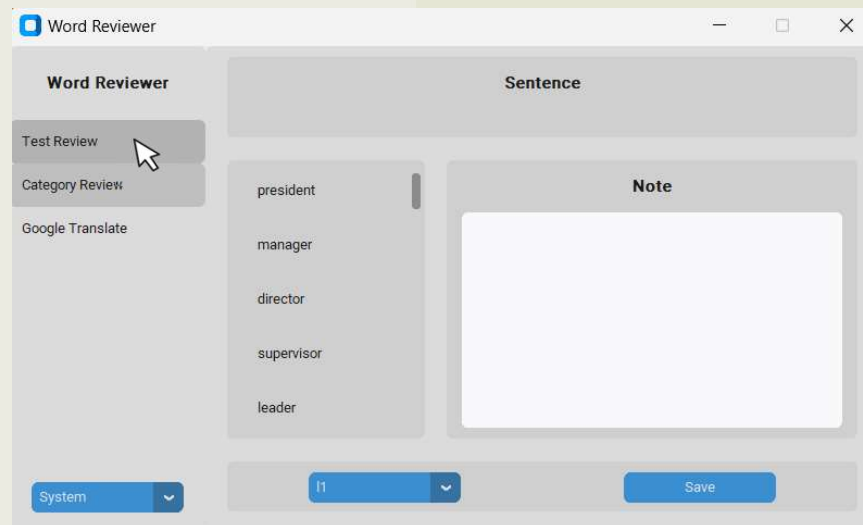 Word Reviewer
Word Reviewer
Test Review
Category Review
Google Translate
System
Sentence
president
manager
director
supervisor
leader
Note
l1
Save